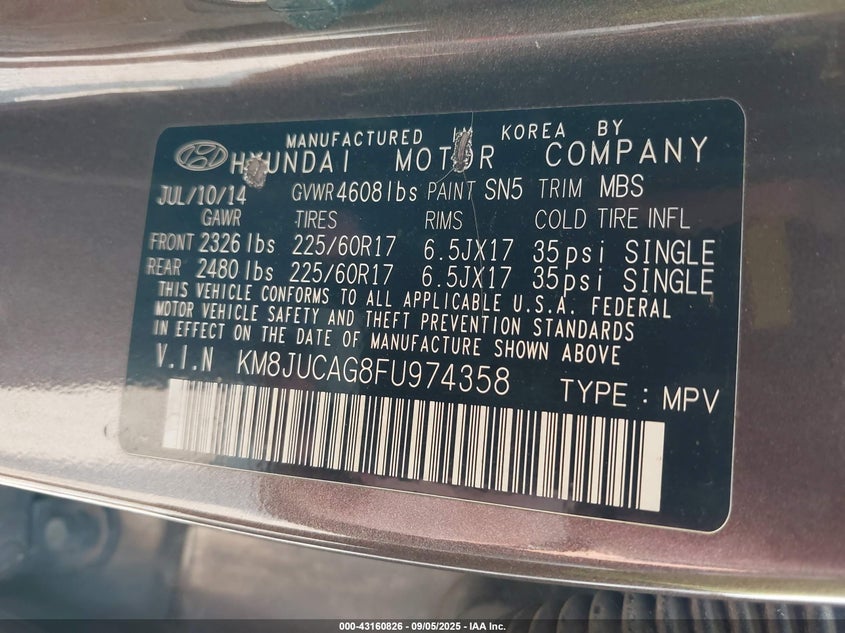 MANUFACTURED IN KOREA BY
HYUNDAI MOTOR COMPANY
JUL/10/14 GVWR 4608 lbs PAINT SN5 TRIM MBS
GAWR TIRES RIMS COLD TIRE INFL
FRONT 2326 lbs 225/60R17 6.5JX17 35psi SINGLE
REAR 2480 lbs 225/60R17 6.5JX17 35psi SINGLE
THIS VEHICLE CONFORMS TO ALL APPLICABLE U.S.A. FEDERAL
MOTOR VEHICLE SAFETY AND THEFT PREVENTION STANDARDS
IN EFFECT ON THE DATE OF MANUFACTURE SHOWN ABOVE
V.I.N KM8JUCAG8FU974358 TYPE : MPV
000-43160826 - 09/05/2025 - IAA Inc.